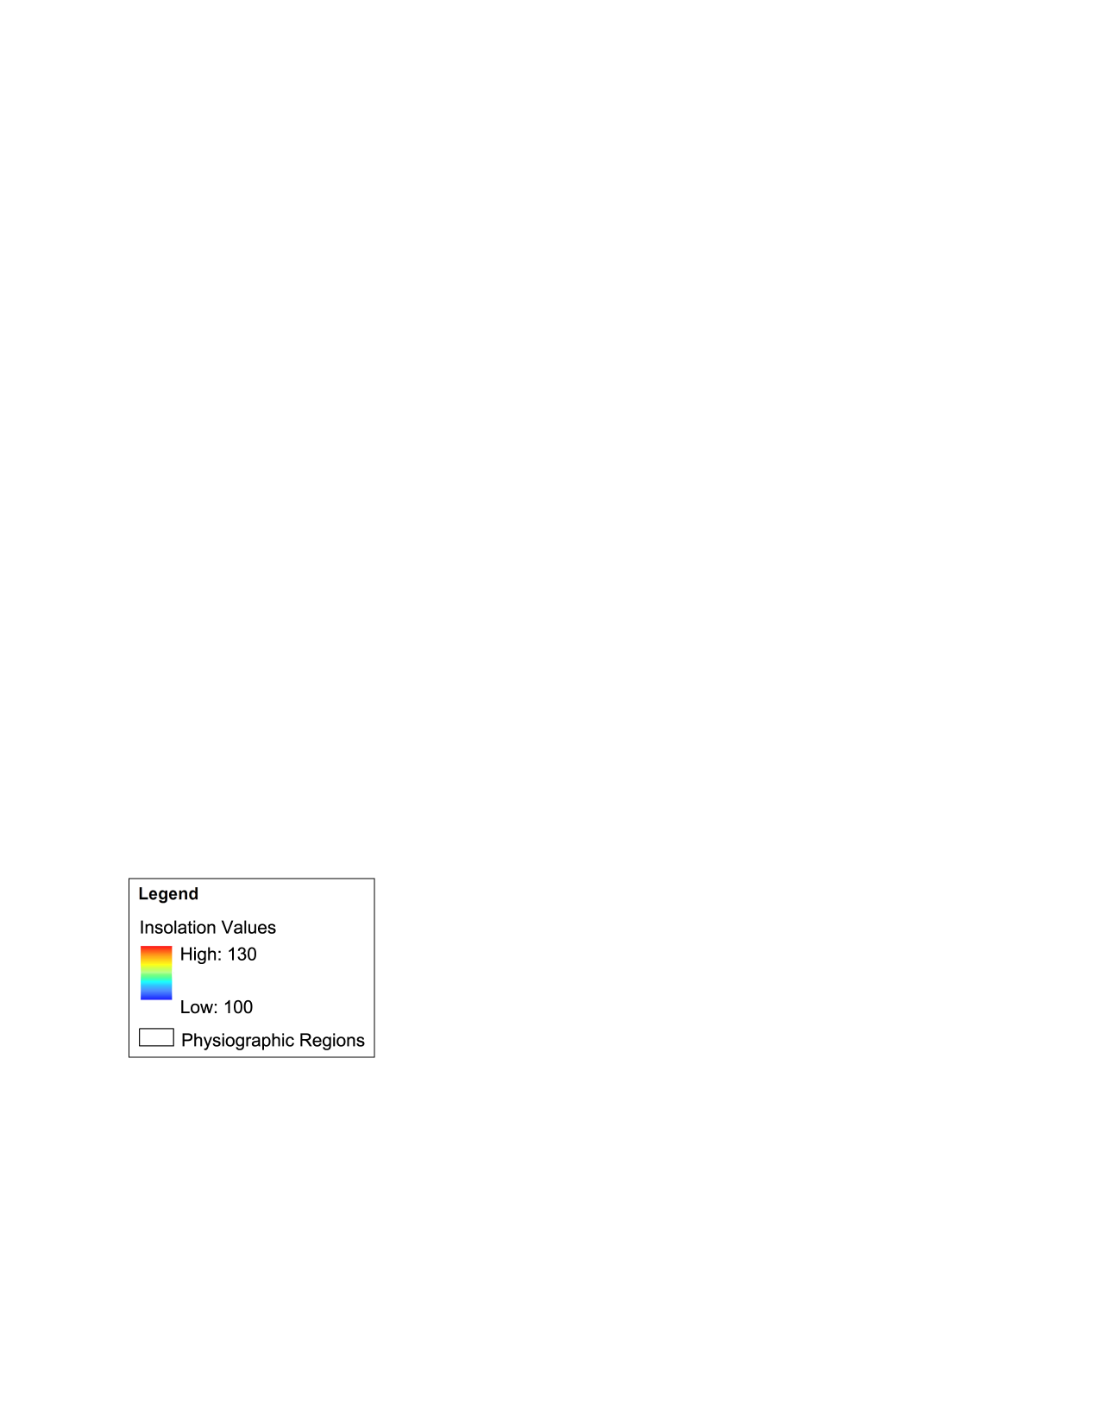 Legend
Insolation Values
High: 130
Low: 100
Physiographic Regions